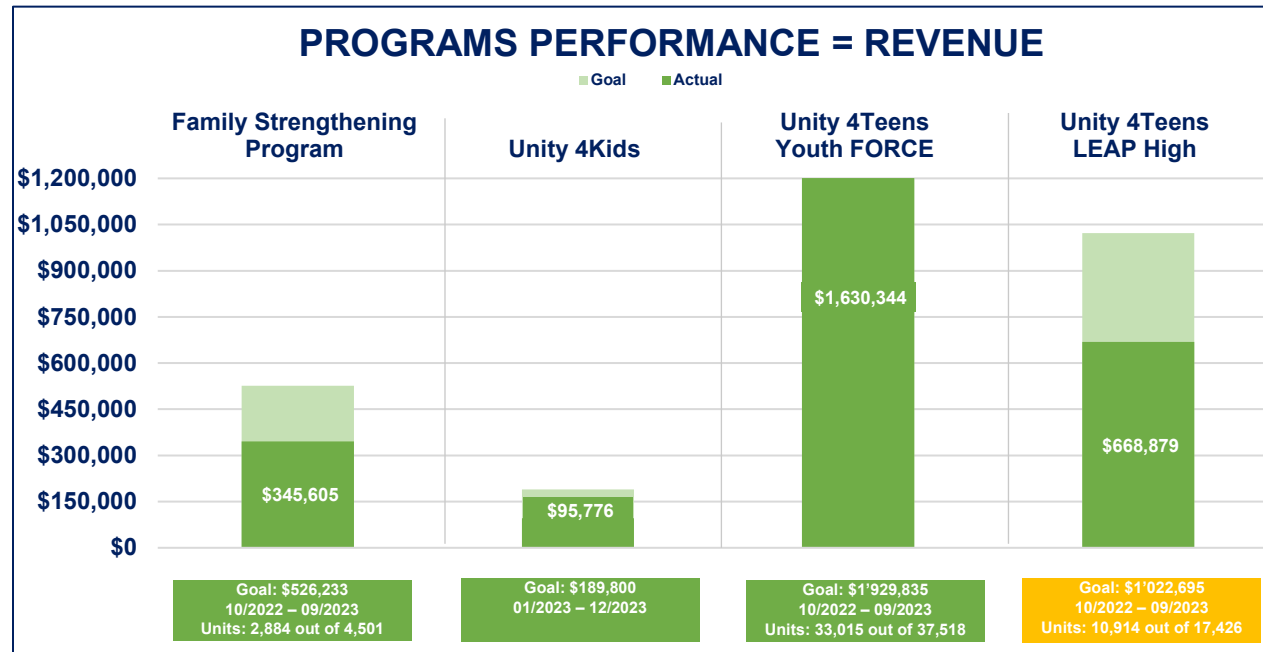 PROGRAMS PERFORMANCE = REVENUE
Goal Actual
Family Strengthening
Program
Unity 4Kids
Unity 4Teens
Youth FORCE
Unity 4Teens
LEAP High
$1,200,000
$1,050,000
$900,000
$750,000
$600,000
$450,000
$300,000
$150,000
$0
$345,605
$95,776
$1,630,344
$668,879
Goal: $526,233
10/2022 – 09/2023
Units: 2,884 out of 4,501
Goal: $189,800
01/2023 – 12/2023
Goal: $1'929,835
10/2022 – 09/2023
Units: 33,015 out of 37,518
Goal: $1'022,695
10/2022 – 09/2023
Units: 10,914 out of 17,426